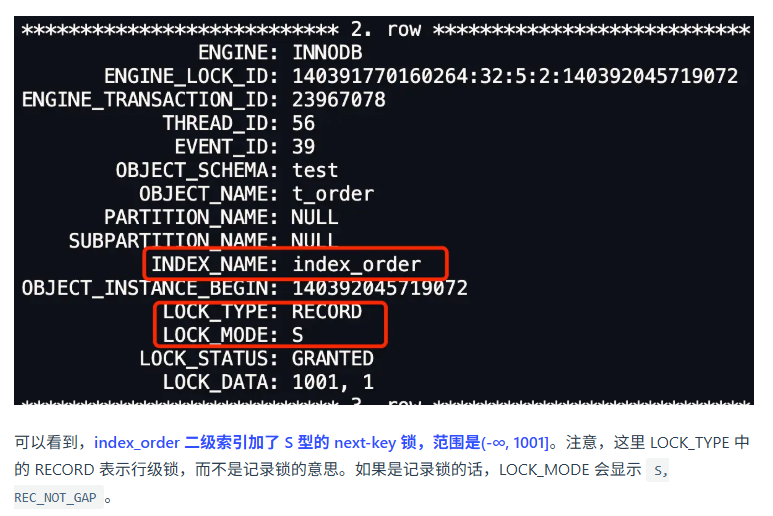 *************************** 2. row ***************************
ENGINE: INNODB
ENGINE_LOCK_ID: 140391770160264:32:5:2:140392045719072
ENGINE_TRANSACTION_ID: 23967078
THREAD_ID: 56
EVENT_ID: 39
OBJECT_SCHEMA: test
OBJECT_NAME: t_order
PARTITION_NAME: NULL
SUBPARTITION_NAME: NULL
INDEX_NAME: index_order
OBJECT_INSTANCE_BEGIN: 140392045719072
LOCK_TYPE: RECORD
LOCK_MODE: S
LOCK_STATUS: GRANTED
LOCK_DATA: 1001, 1
*************************** 3. row ***************************
可以看到，index_order 二级索引加了 S 型的 next-key 锁，范围是(-∞, 1001]。注意，这里 LOCK_TYPE 中
的 RECORD 表示行级锁，而不是记录锁的意思。如果是记录锁的话，LOCK_MODE 会显示 S,
REC_NOT_GAP 。